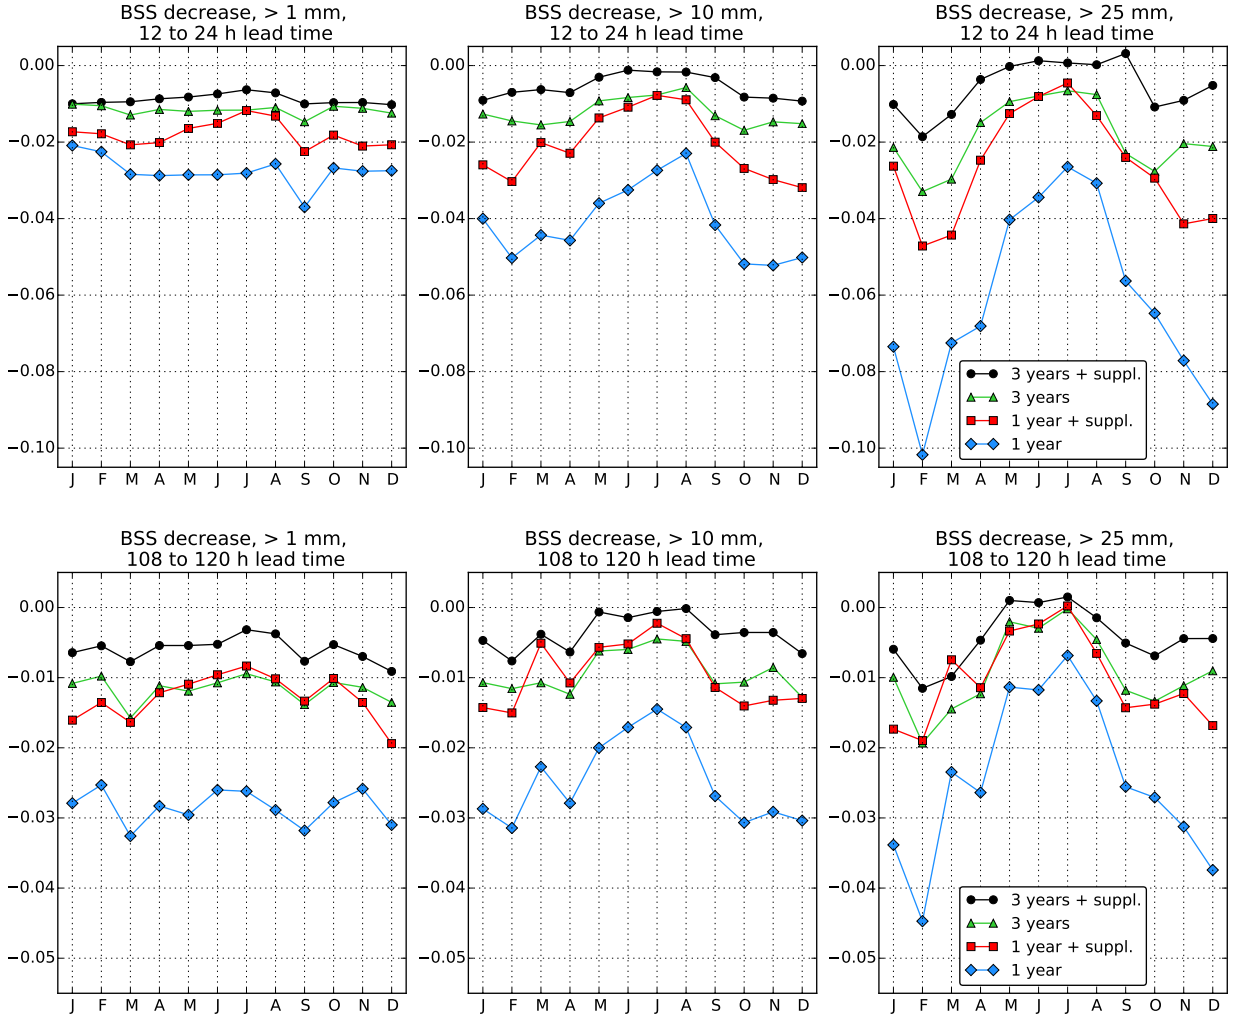 BSS decrease, > 1 mm,
12 to 24 h lead time
0.00
−0.02
−0.04
−0.06
−0.08
−0.10
J F M A M J J A S O N D
BSS decrease, > 10 mm,
12 to 24 h lead time
0.00
−0.02
−0.04
−0.06
−0.08
−0.10
J F M A M J J A S O N D
BSS decrease, > 25 mm,
12 to 24 h lead time
0.00
−0.02
−0.04
−0.06
−0.08
−0.10
3 years + suppl.
3 years
1 year + suppl.
1 year
J F M A M J J A S O N D
BSS decrease, > 1 mm,
108 to 120 h lead time
0.00
−0.01
−0.02
−0.03
−0.04
−0.05
J F M A M J J A S O N D
BSS decrease, > 10 mm,
108 to 120 h lead time
0.00
−0.01
−0.02
−0.03
−0.04
−0.05
J F M A M J J A S O N D
BSS decrease, > 25 mm,
108 to 120 h lead time
0.00
−0.01
−0.02
−0.03
−0.04
−0.05
3 years + suppl.
3 years
1 year + suppl.
1 year
J F M A M J J A S O N D